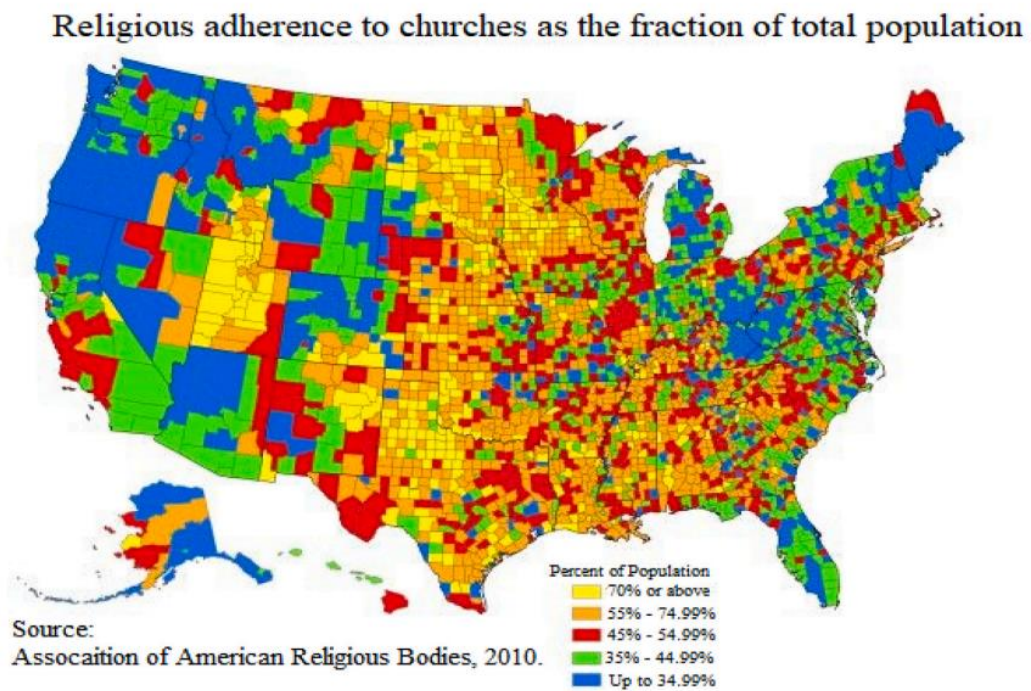 Religious adherence to churches as the fraction of total population
Percent of Population
70% or above
55% - 74.99%
45% - 54.99%
35% - 44.99%
Up to 34.99%
Source:
Assocaition of American Religious Bodies, 2010.